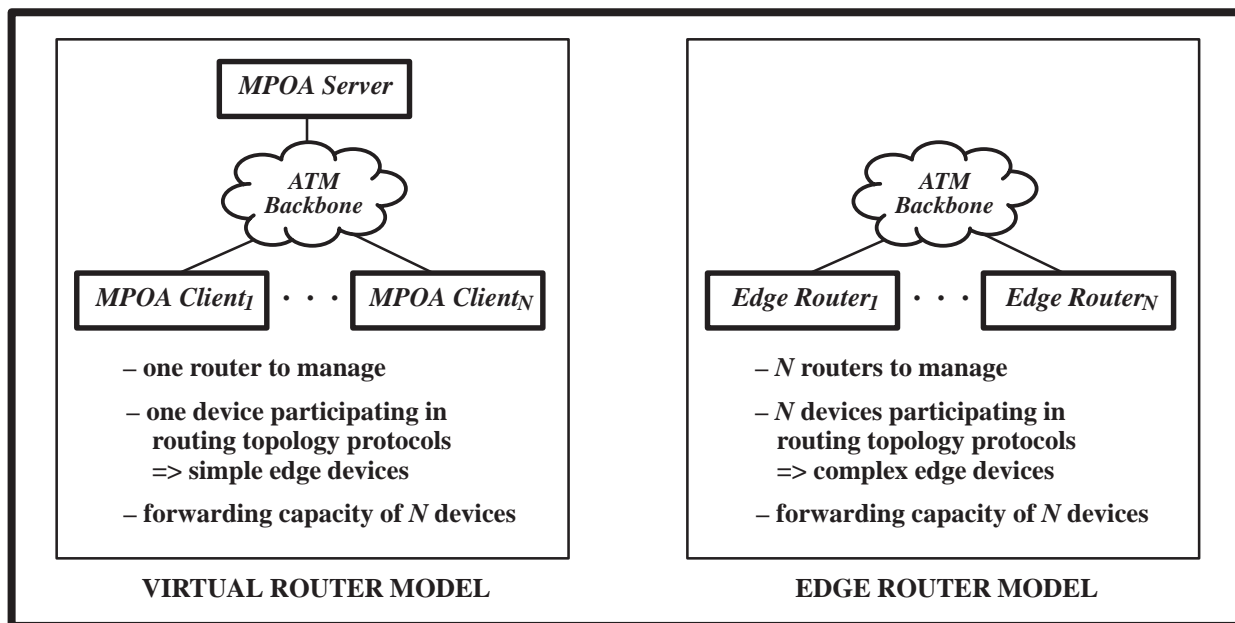 MPOA Server
ATM
Backbone
MPOA Client1 · · · MPOA ClientN
– one router to manage
– one device participating in
routing topology protocols
=> simple edge devices
– forwarding capacity of N devices
VIRTUAL ROUTER MODEL
ATM
Backbone
Edge Router1 · · · Edge RouterN
– N routers to manage
– N devices participating in
routing topology protocols
=> complex edge devices
– forwarding capacity of N devices
EDGE ROUTER MODEL